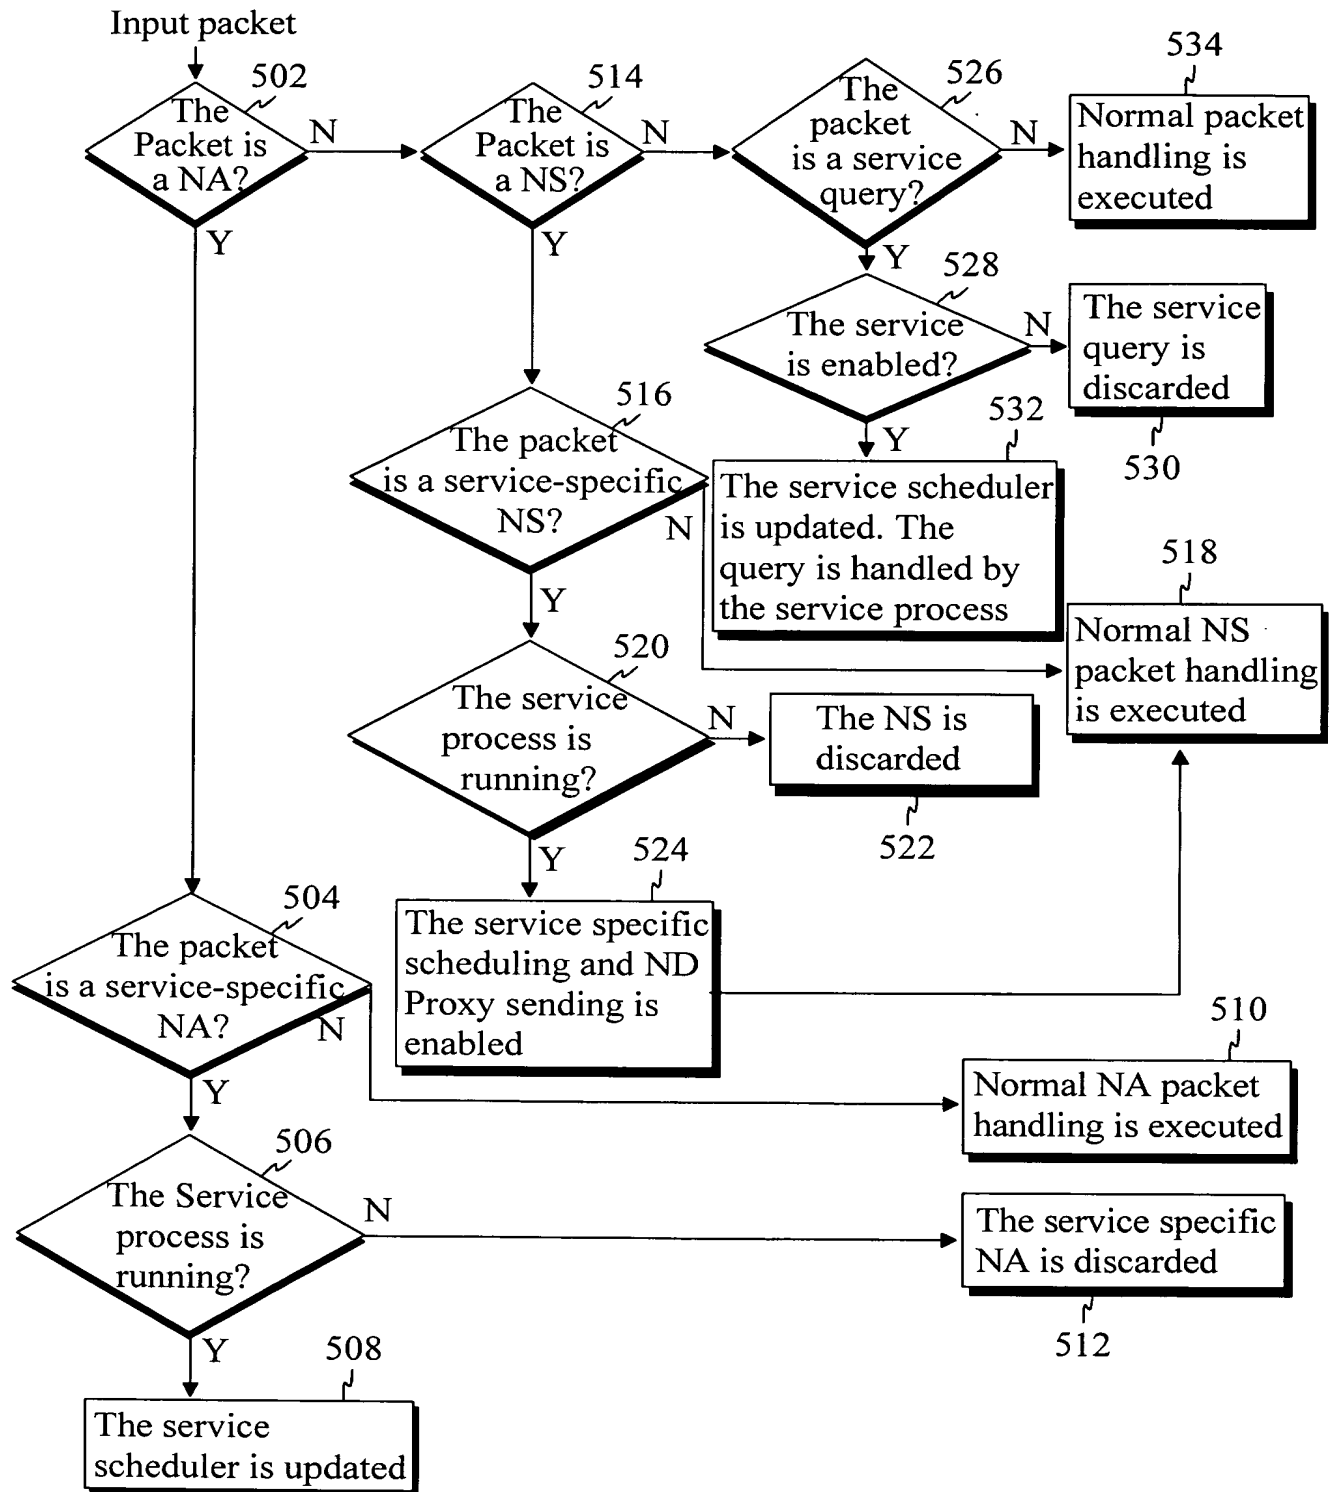 Input packet
502
The
Packet is
a NA?
N
Y
514
The
Packet is
a NS?
N
Y
526
The
packet
is a service
query?
N
Y
534
Normal packet
handling is
executed
528
The service
is enabled?
N
Y
The service
query is
discarded
530
516
The packet
is a service-specific
NS?
N
Y
532
The service scheduler
is updated. The
query is handled by
the service process
518
Normal NS
packet handling
is executed
520
The service
process is
running?
N
Y
The NS is
discarded
522
524
The service specific
scheduling and ND
Proxy sending is
enabled
504
The packet
is a service-specific
NA?
N
Y
510
Normal NA packet
handling is executed
506
The Service
process is
running?
N
Y
The service specific
NA is discarded
512
508
The service
scheduler is updated